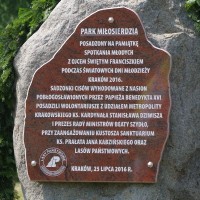 PARK MIŁOSIERDZIA
POSADZONY NA PAMIĄTKĘ
SPOTKANIA MŁODYCH
Z OJCEM ŚWIĘTYM FRANCISZKIEM
PODCZAS ŚWIATOWYCH DNI MŁODZIEŻY
KRAKÓW 2016.
SADZONKI CISÓW WYHODOWANE Z NASION
POBŁOGOSŁAWIONYCH PRZEZ PAPIEŻA BENEDYKTA XVI
POSADZILI WOLONTARIUSZE Z UDZIAŁEM METROPOLITY
KRAKOWSKIEGO KS. KARDYNAŁA STANISŁAWA DZIWISZA
I PREZES RADY MINISTRÓW BEATY SZYDŁO,
PRZY ZAANGAŻOWANIU KUSTOSZA SANKTUARIUM
KS. PRAŁATA JANA KABZIŃSKIEGO ORAZ
LASÓW PAŃSTWOWYCH.
KRAKÓW, 25 LIPCA 2016 R.